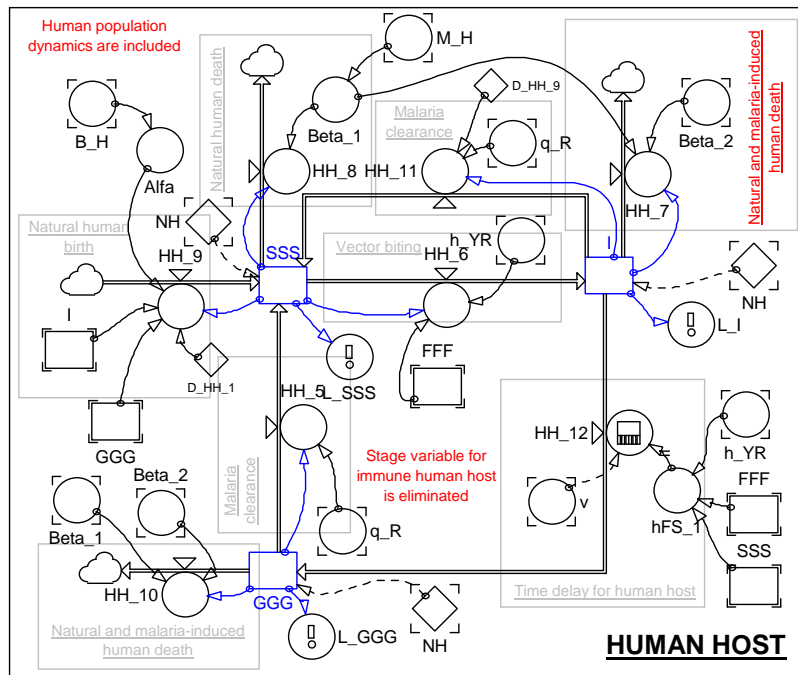 Human population
dynamics are included
M_H
D_HH_9
B_H
Beta_1
Malaria
clearance
q_R
Beta_2
Alfa
HH_8
HH_11
HH_7
Natural human death
Natural and malaria-induced
human death
Natural human
birth
NH
HH_9
SSS
Vector biting
HH_6
h_YR
I
NH
I
L_I
D_HH_1
L_SSS
FFF
GGG
HH_5
Malaria
clearance
Stage variable for
immune human host
is eliminated
HH_12
h_YR
v
hFS_1
FFF
SSS
Beta_2
Beta_1
q_R
HH_10
GGG
Time delay for human host
L_GGG
NH
Natural and malaria-induced
human death
HUMAN HOST